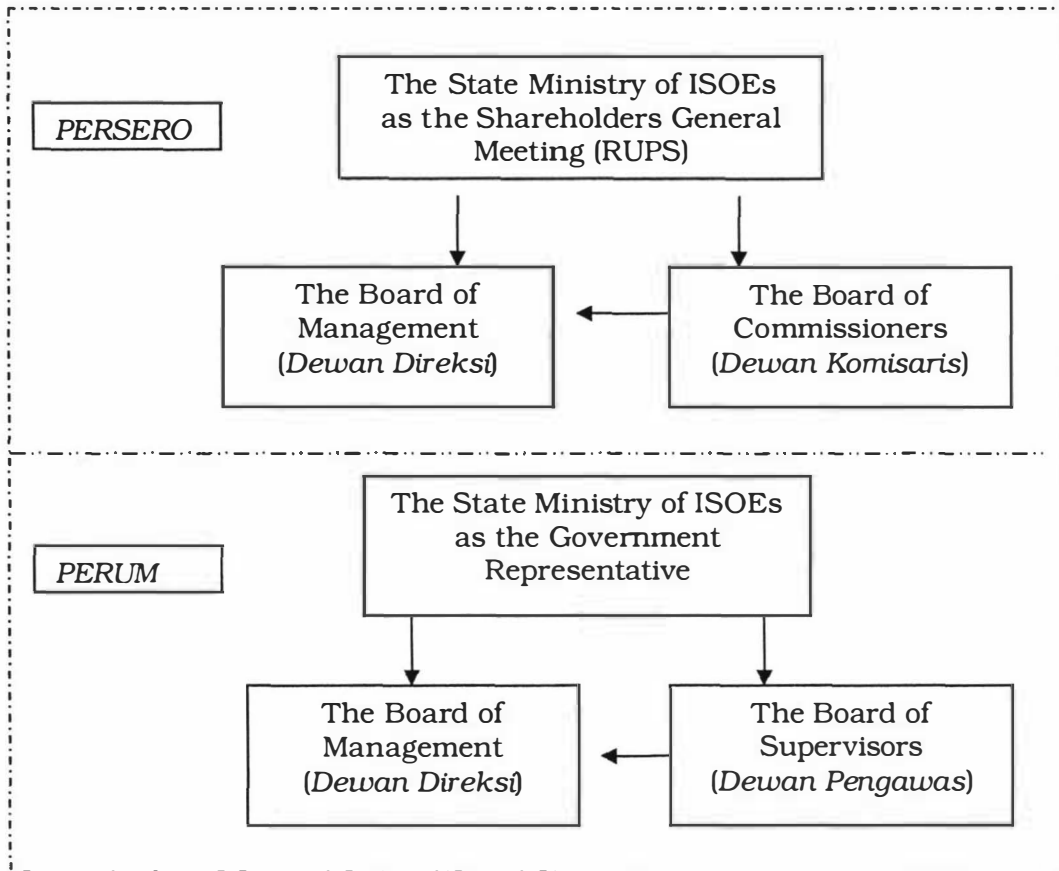 PERSERO
The State Ministry of ISOEs
as the Shareholders General
Meeting (RUPS)
The Board of
Management
(Dewan Direksi)
The Board of
Commissioners
(Dewan Komisaris)
PERUM
The State Ministry of ISOEs
as the Government
Representative
The Board of
Management
(Dewan Direksi)
The Board of
Supervisors
(Dewan Pengawas)